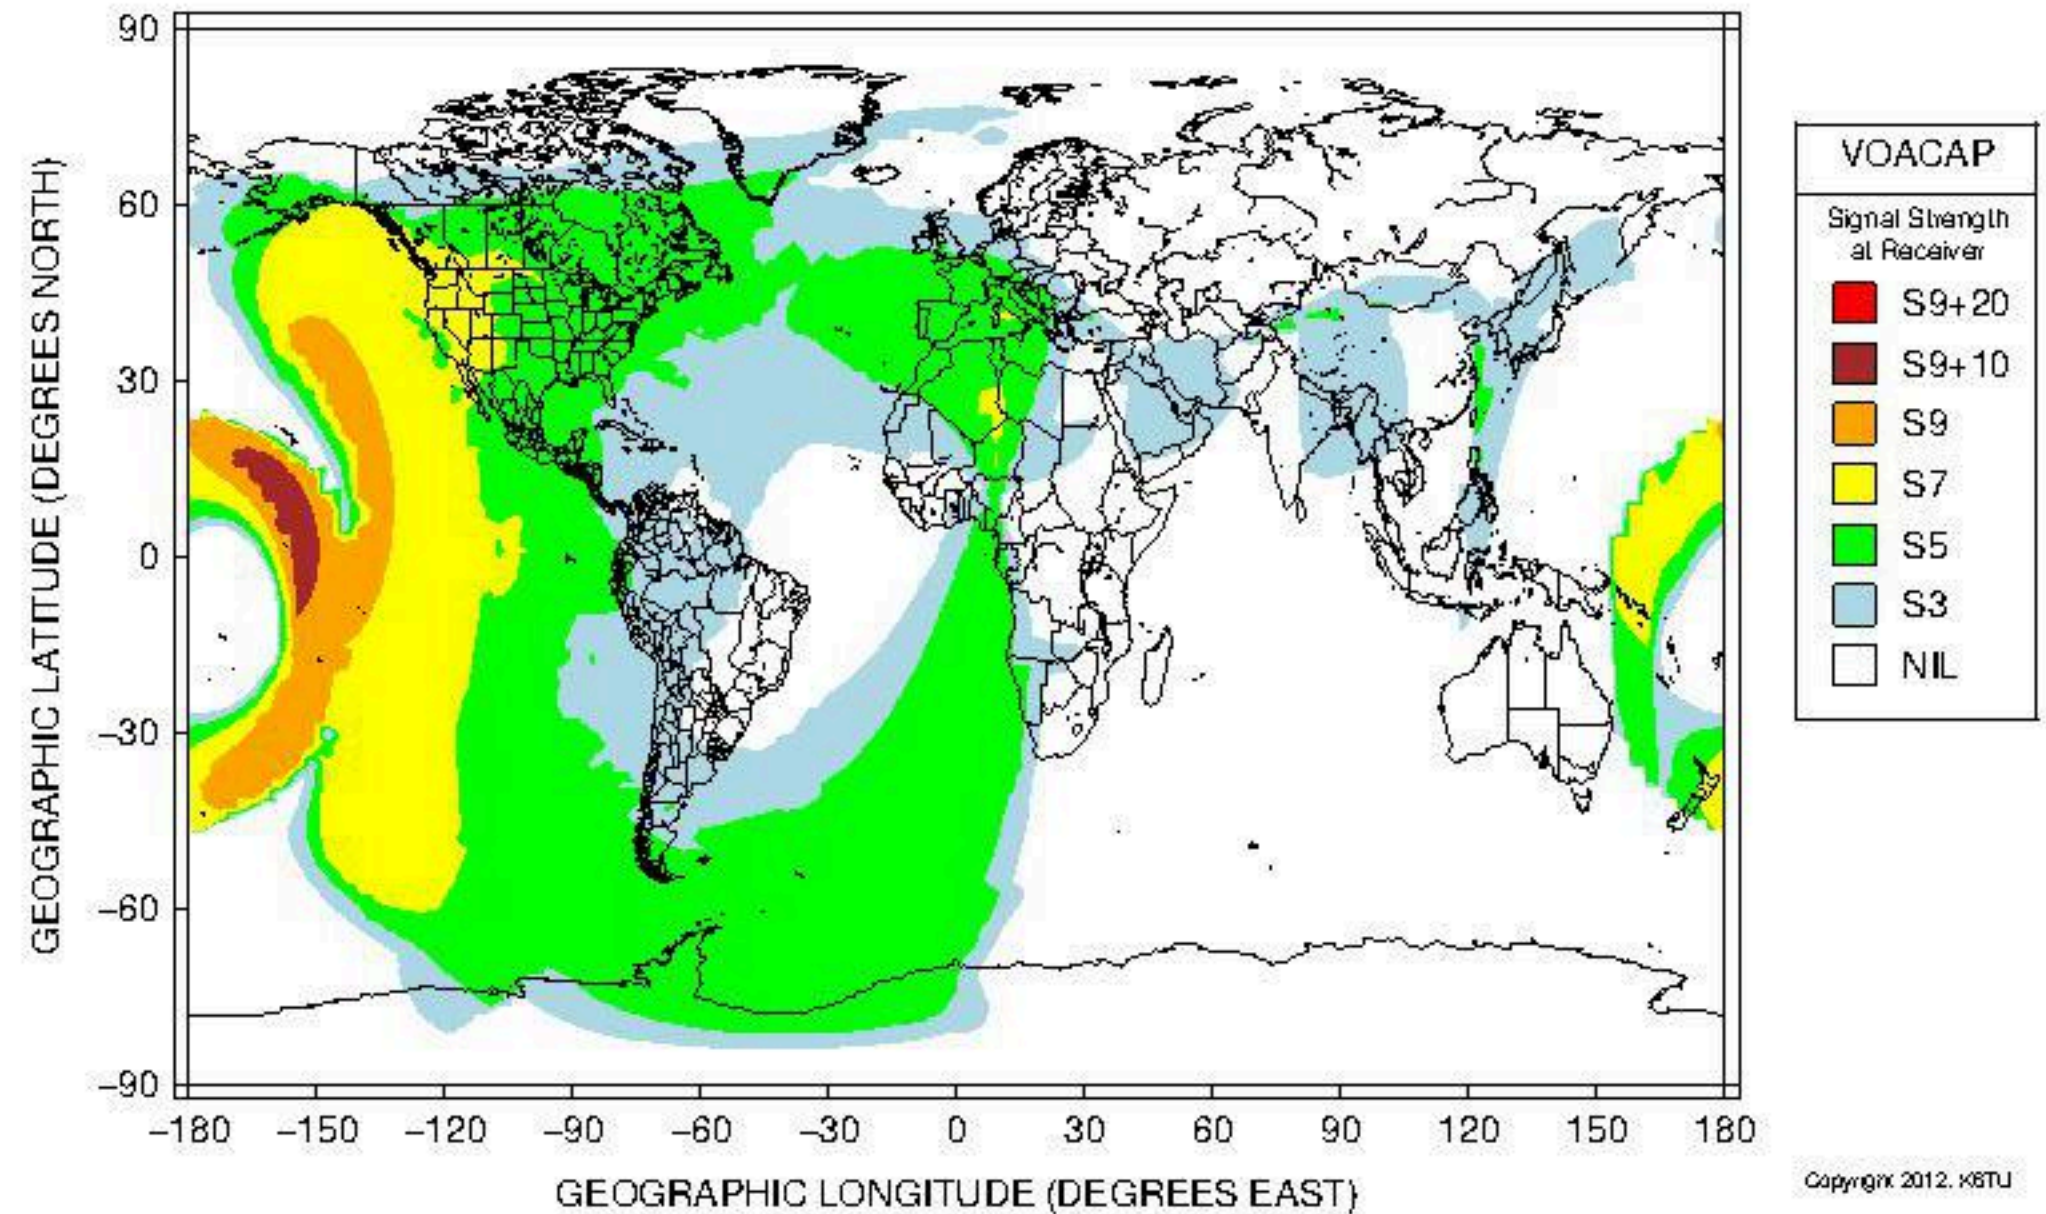 90
60
30
0
−30
−60
−90
GEOGRAPHIC LATITUDE (DEGREES NORTH)
−180 −150 −120 −90 −60 −30 0 30 60 90 120 150 180
GEOGRAPHIC LONGITUDE (DEGREES EAST)
VOACAP
Signal Strength
at Receiver
S9+20
S9+10
S9
S7
S5
S3
NIL
Copyright 2012. K6TU